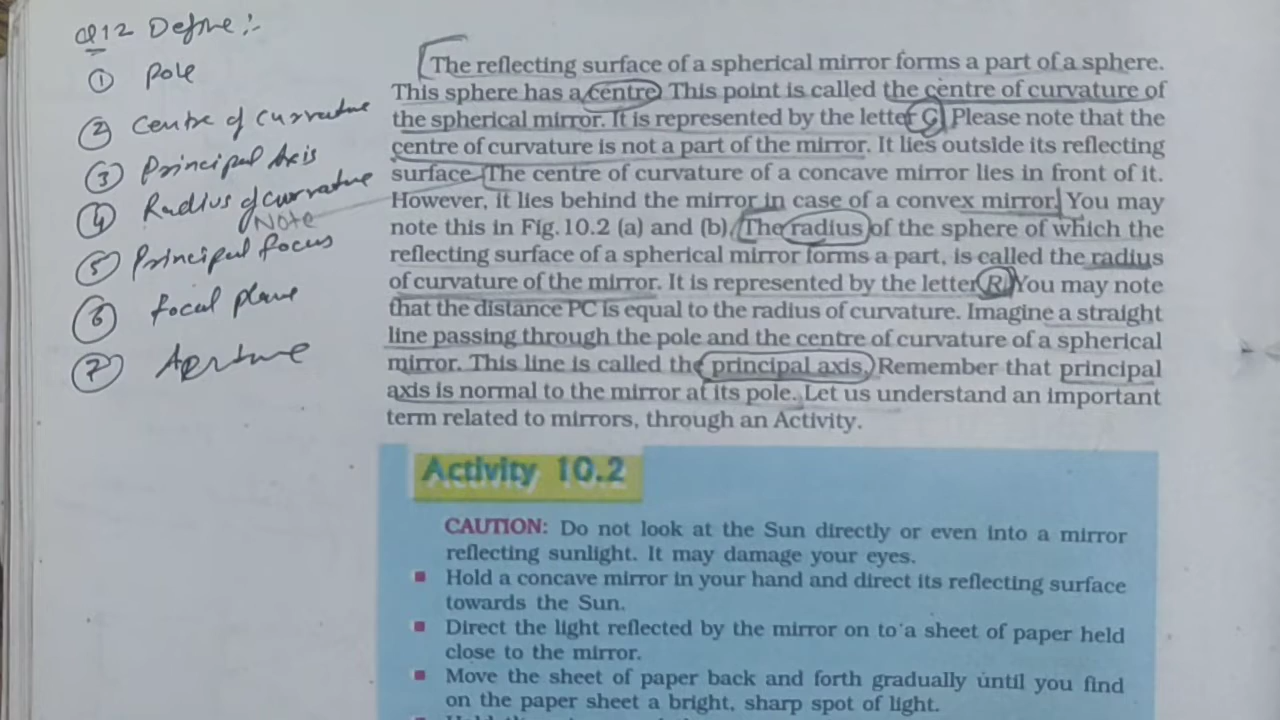 Q12 Define :-
① Pole
② Centre of curvature
③ Principal Axis
④ Radius of curvature
Note
⑤ Principal focus
⑥ focal plane
⑦ Aperture
The reflecting surface of a spherical mirror forms a part of a sphere.
This sphere has a centre. This point is called the centre of curvature of
the spherical mirror. It is represented by the letter C. Please note that the
centre of curvature is not a part of the mirror. It lies outside its reflecting
surface. The centre of curvature of a concave mirror lies in front of it.
However, it lies behind the mirror in case of a convex mirror. You may
note this in Fig.10.2 (a) and (b). The radius of the sphere of which the
reflecting surface of a spherical mirror forms a part, is called the radius
of curvature of the mirror. It is represented by the letter R. You may note
that the distance PC is equal to the radius of curvature. Imagine a straight
line passing through the pole and the centre of curvature of a spherical
mirror. This line is called the principal axis. Remember that principal
axis is normal to the mirror at its pole. Let us understand an important
term related to mirrors, through an Activity.
Activity 10.2
CAUTION: Do not look at the Sun directly or even into a mirror
reflecting sunlight. It may damage your eyes.
■ Hold a concave mirror in your hand and direct its reflecting surface
towards the Sun.
■ Direct the light reflected by the mirror on to a sheet of paper held
close to the mirror.
■ Move the sheet of paper back and forth gradually until you find
on the paper sheet a bright, sharp spot of light.